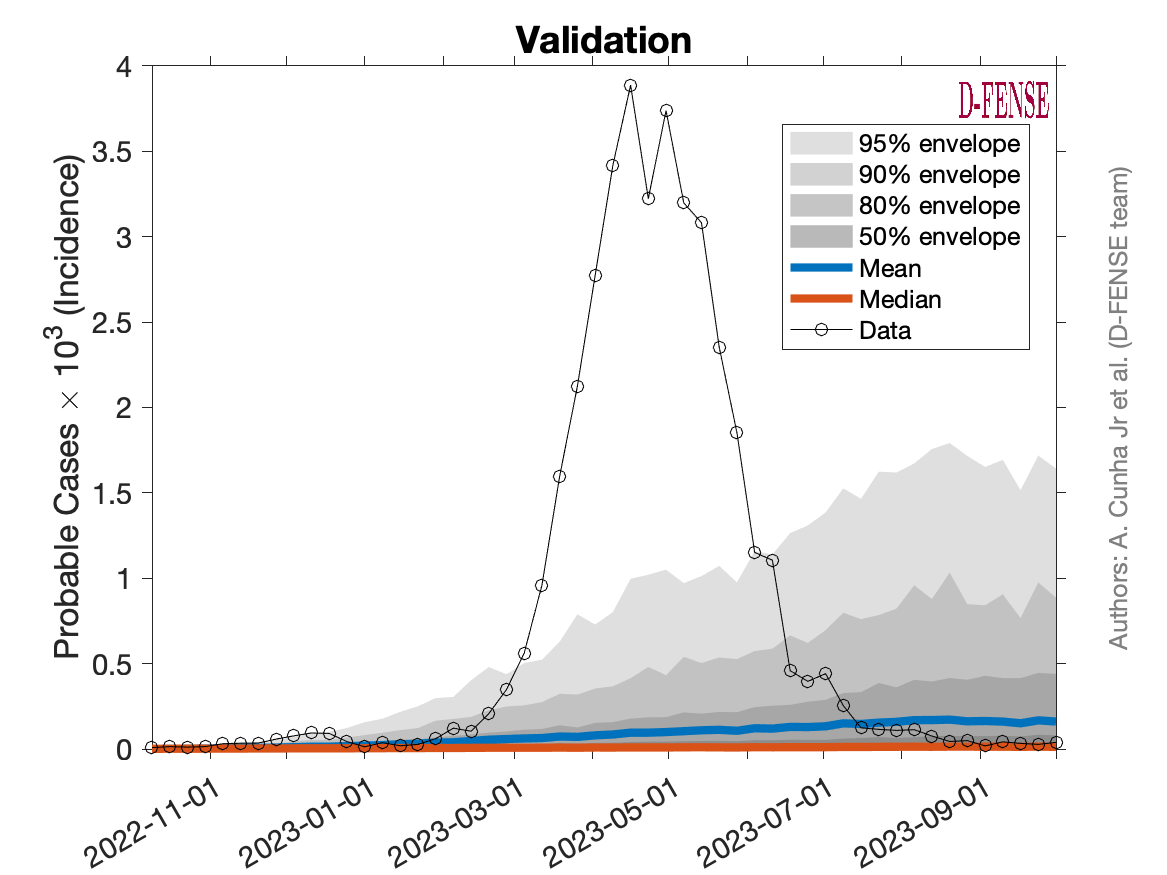 Validation
D-FENSE
95% envelope
90% envelope
80% envelope
50% envelope
Mean
Median
Data
Probable Cases × 10³ (Incidence)
4
3.5
3
2.5
2
1.5
1
0.5
0
2022-11-01
2023-01-01
2023-03-01
2023-05-01
2023-07-01
2023-09-01
Authors: A. Cunha Jr et al. (D-FENSE team)